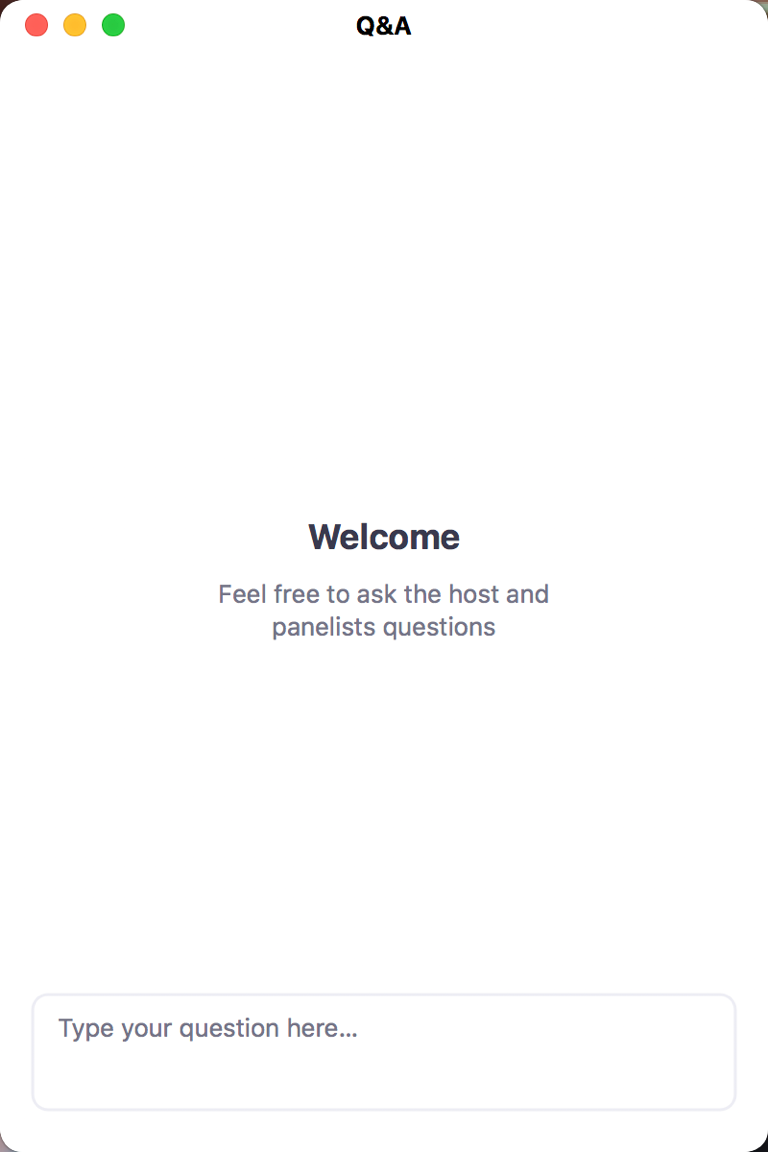 Q&A
Welcome
Feel free to ask the host and
panelists questions
Type your question here...